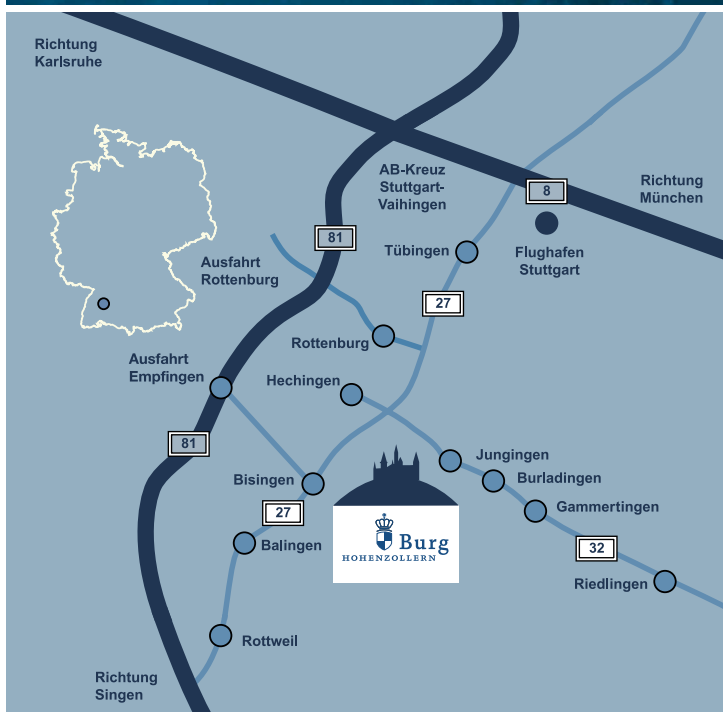 Richtung
Karlsruhe
AB-Kreuz
Stuttgart-
Vaihingen
8
Richtung
München
81
Tübingen
Flughafen
Stuttgart
Ausfahrt
Rottenburg
27
Rottenburg
Ausfahrt
Empfingen
Hechingen
81
Jungingen
Bisingen
Burladingen
27
Gammertingen
Balingen
Burg
HOHENZOLLERN
32
Riedlingen
Rottweil
Richtung
Singen